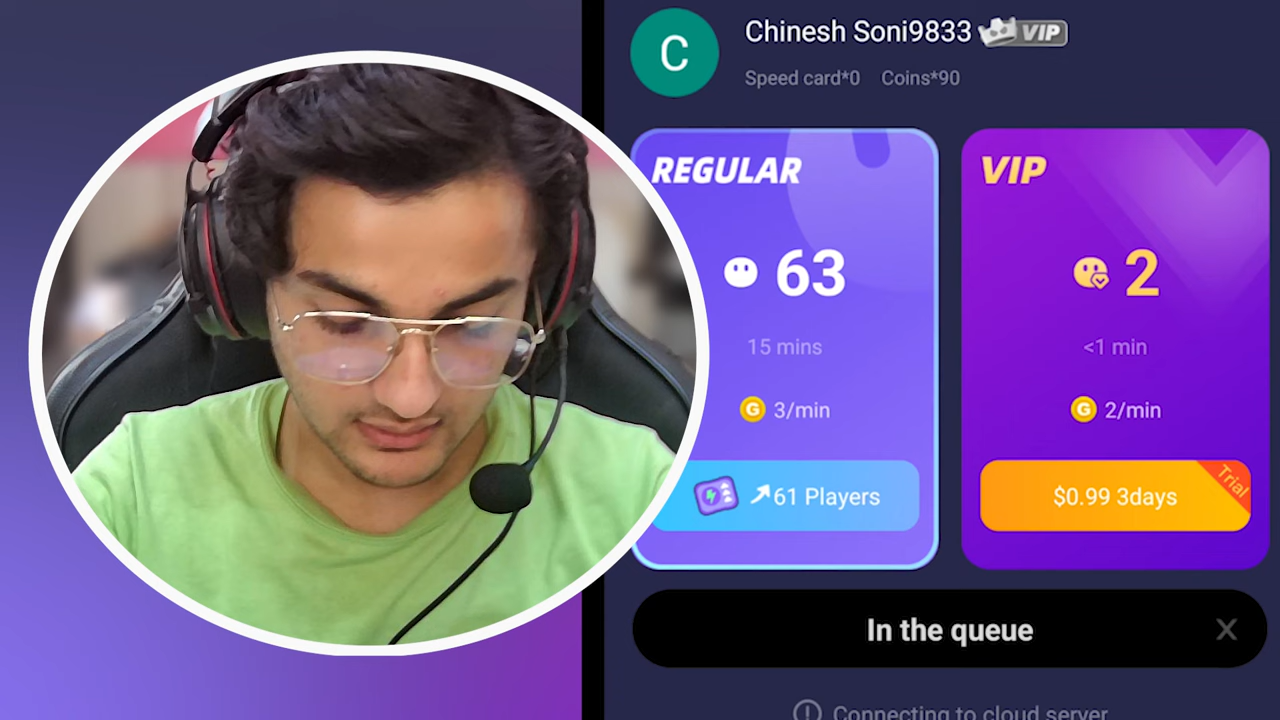 C
Chinesh Soni9833 VIP
Speed card*0 Coins*90
REGULAR
63
15 mins
G 3/min
61 Players
VIP
2
<1 min
G 2/min
Trial
$0.99 3days
In the queue X
Connecting to cloud server